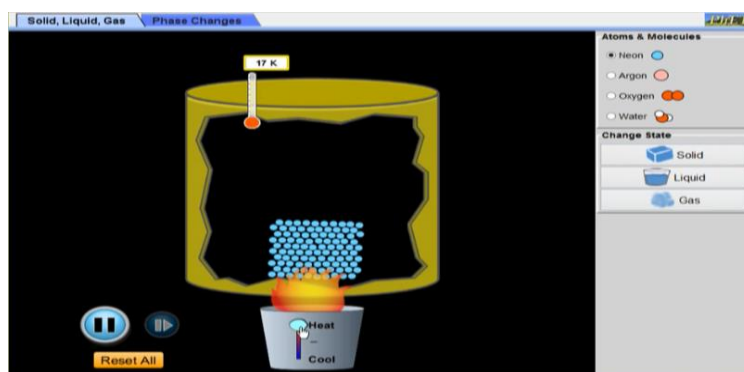 Solid, Liquid, Gas
Phase Changes
PhET
17 K
Atoms & Molecules
Neon
Argon
Oxygen
Water
Change State
Solid
Liquid
Gas
Heat
Cool
Reset All